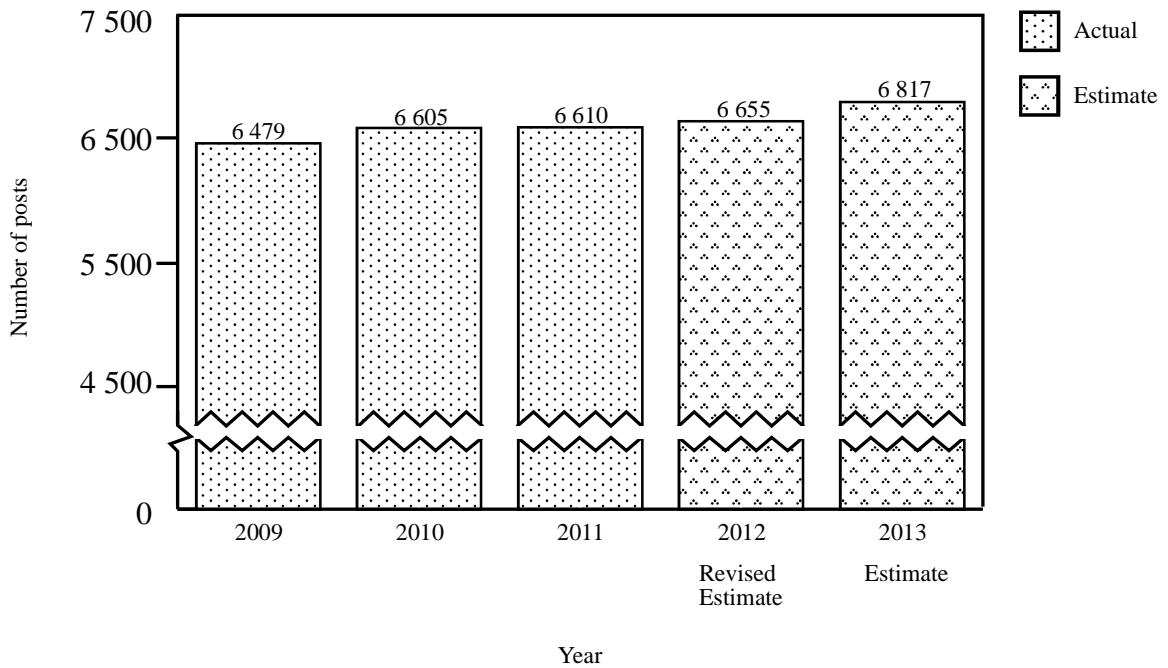 7 500
6 500
5 500
4 500
0
Number of posts
6 479
6 605
6 610
6 655
6 817
2009
2010
2011
2012
2013
Revised
Estimate
Estimate
Year
Actual
Estimate